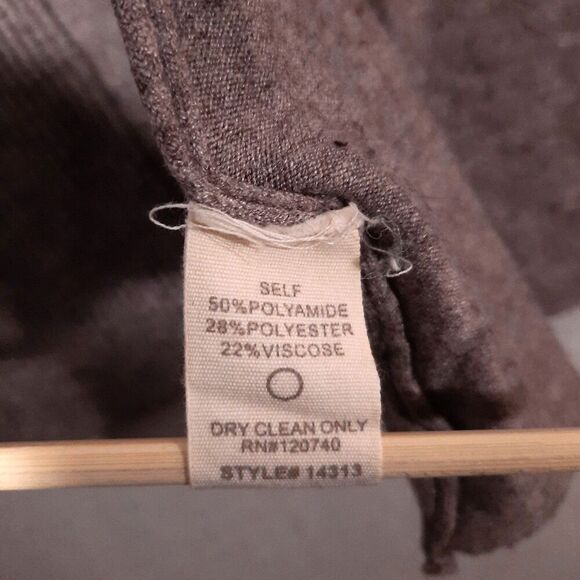 SELF
50%POLYAMIDE
28%POLYESTER
22%VISCOSE
DRY CLEAN ONLY
RN#120740
STYLE# 14313